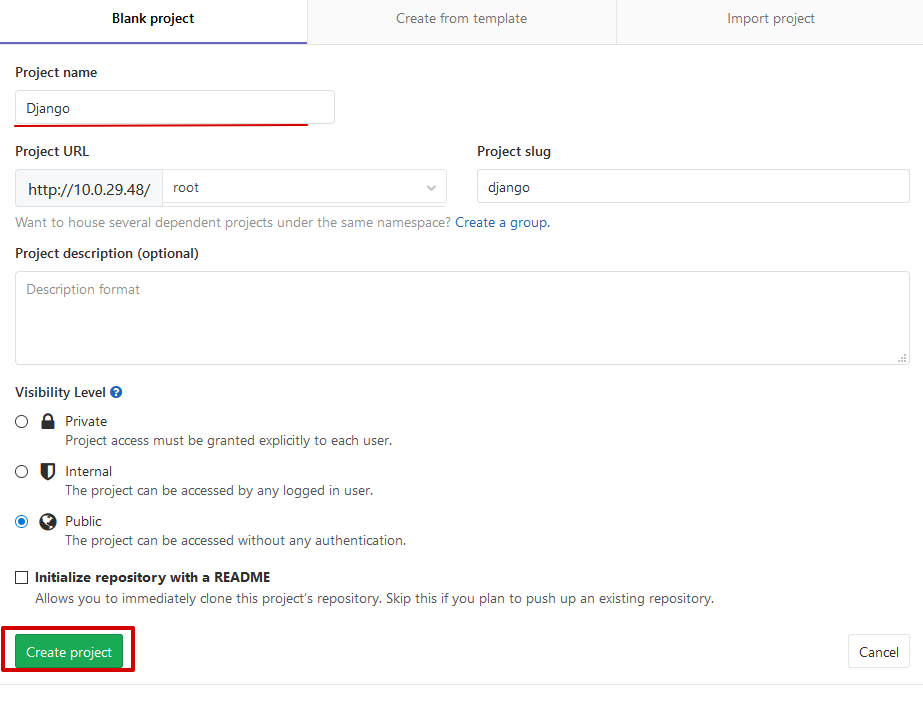 Blank project
Create from template
Import project
Project name
Django
Project URL
Project slug
http://10.0.29.48/
root
django
Want to house several dependent projects under the same namespace? Create a group.
Project description (optional)
Description format
Visibility Level
Private
Project access must be granted explicitly to each user.
Internal
The project can be accessed by any logged in user.
Public
The project can be accessed without any authentication.
Initialize repository with a README
Allows you to immediately clone this project's repository. Skip this if you plan to push up an existing repository.
Create project
Cancel